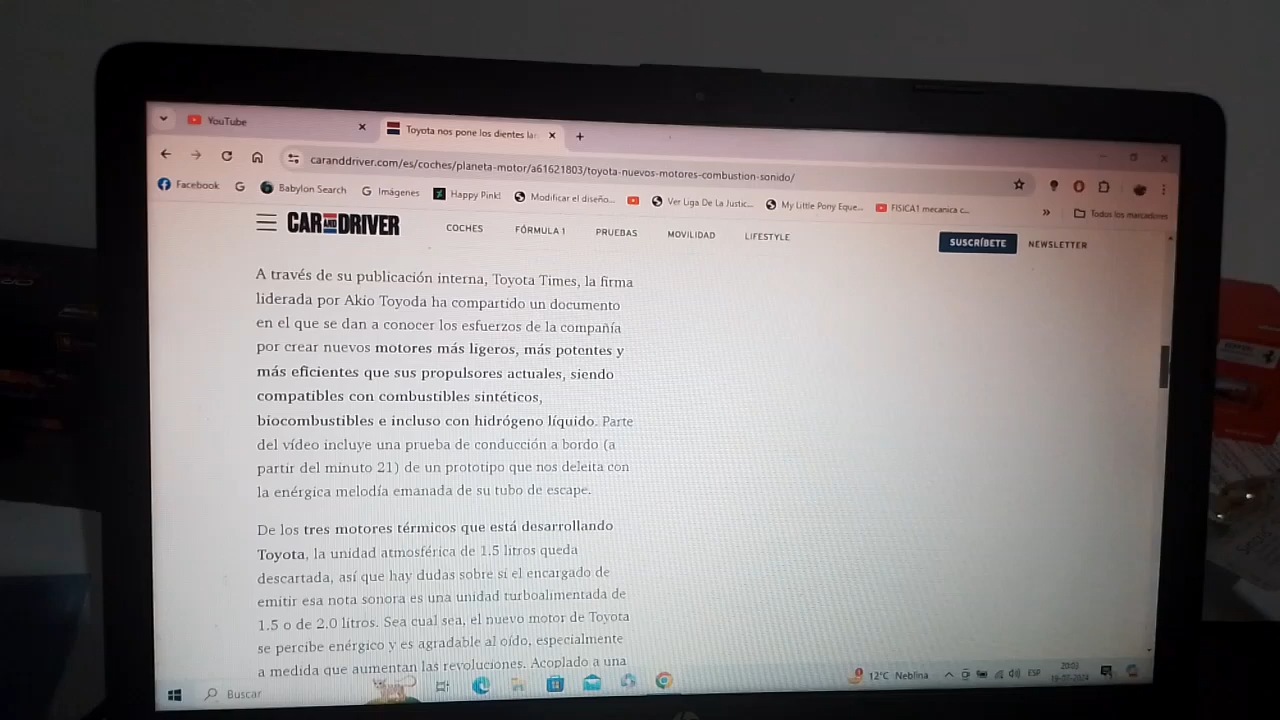 YouTube
Toyota nos pone los dientes la
caranddriver.com/es/coches/planeta-motor/a61621803/toyota-nuevos-motores-combustion-sonido/
Facebook
Babylon Search
Imágenes
Happy Pink!
Modificar el diseño...
Ver Liga De La Justic...
My Little Pony Eque...
FISICA1 mecanica c...
Todos los marcadores
CAR AND DRIVER
COCHES
FÓRMULA 1
PRUEBAS
MOVILIDAD
LIFESTYLE
SUSCRÍBETE
NEWSLETTER
A través de su publicación interna, Toyota Times, la firma
liderada por Akio Toyoda ha compartido un documento
en el que se dan a conocer los esfuerzos de la compañía
por crear nuevos motores más ligeros, más potentes y
más eficientes que sus propulsores actuales, siendo
compatibles con combustibles sintéticos,
biocombustibles e incluso con hidrógeno líquido. Parte
del vídeo incluye una prueba de conducción a bordo (a
partir del minuto 21) de un prototipo que nos deleita con
la enérgica melodía emanada de su tubo de escape.
De los tres motores térmicos que está desarrollando
Toyota, la unidad atmosférica de 1.5 litros queda
descartada, así que hay dudas sobre si el encargado de
emitir esa nota sonora es una unidad turboalimentada de
1.5 o de 2.0 litros. Sea cual sea, el nuevo motor de Toyota
se percibe enérgico y es agradable al oído, especialmente
a medida que aumentan las revoluciones. Acoplado a una
Buscar
12°C Neblina
ESP
20:03
19-07-2024